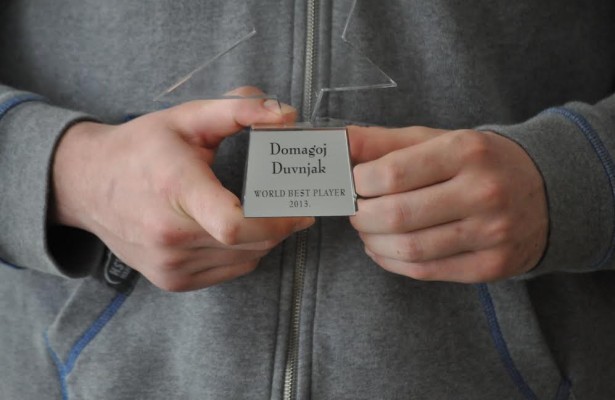 Domagoj
Duvnjak
WORLD BEST PLAYER
2013.